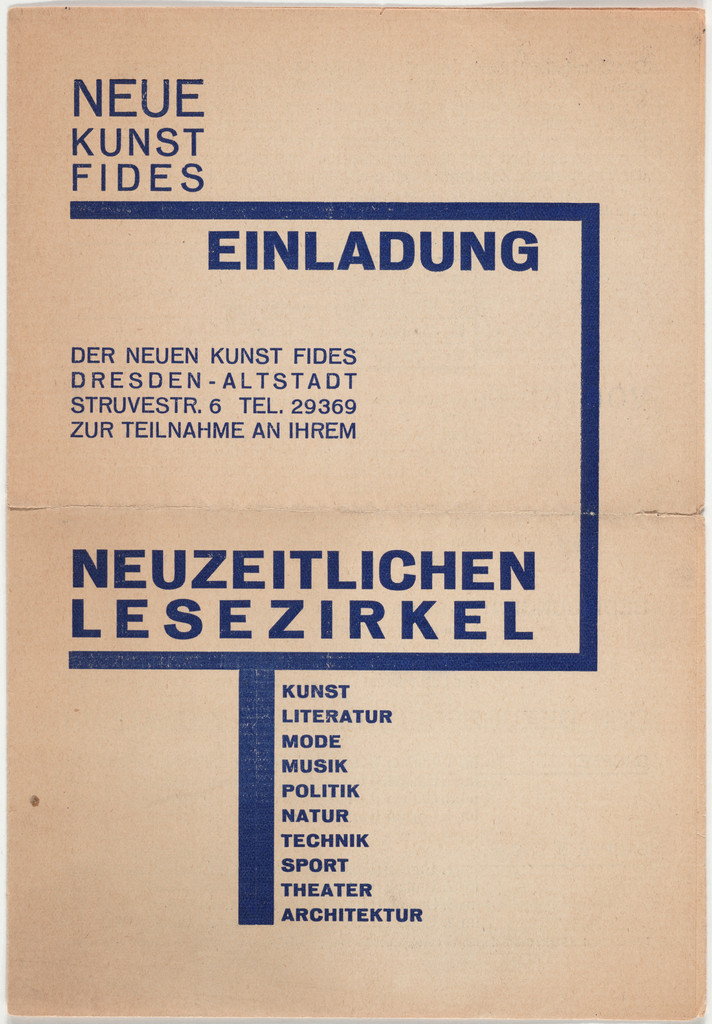 NEUE
KUNST
FIDES
EINLADUNG
DER NEUEN KUNST FIDES
DRESDEN-ALTSTADT
STRUVESTR. 6 TEL. 29369
ZUR TEILNAHME AN IHREM
NEUZEITLICHEN
LESEZIRKEL
KUNST
LITERATUR
MODE
MUSIK
POLITIK
NATUR
TECHNIK
SPORT
THEATER
ARCHITEKTUR